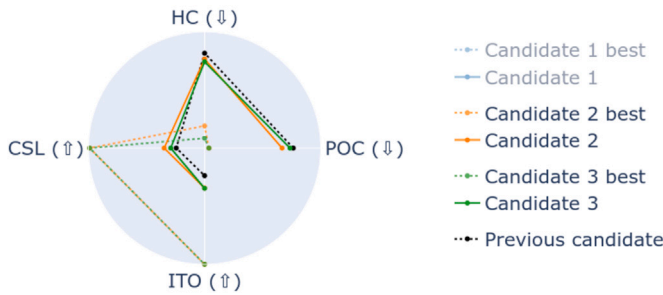 HC (⇩)
CSL (⇧)
POC (⇩)
ITO (⇧)
Candidate 1 best
Candidate 1
Candidate 2 best
Candidate 2
Candidate 3 best
Candidate 3
Previous candidate